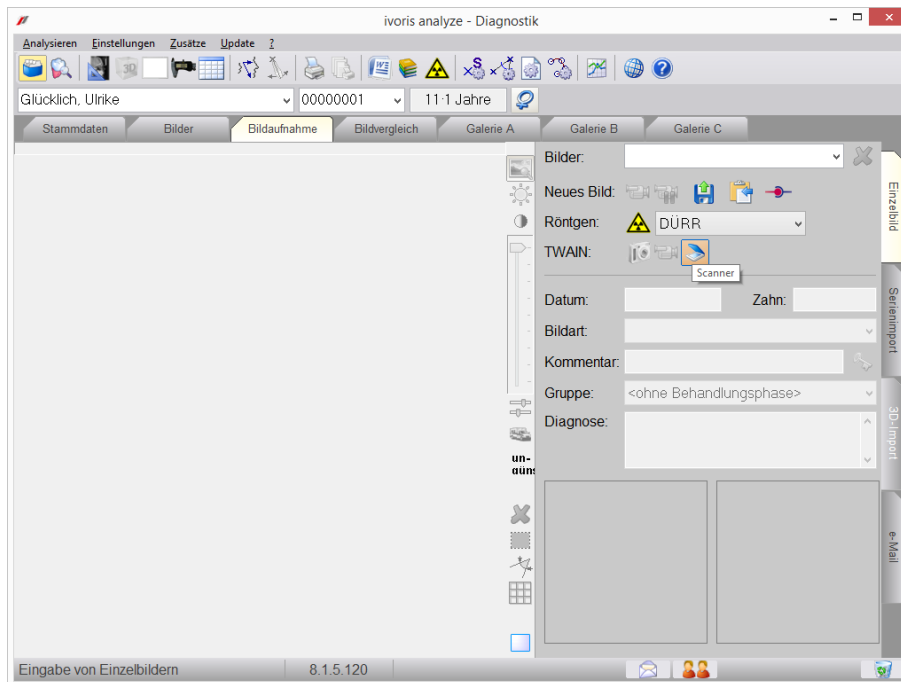 ivoris analyze - Diagnostik
Analysieren Einstellungen Zusätze Update ?
Glücklich, Ulrike 00000001 11·1 Jahre
Stammdaten Bilder Bildaufnahme Bildvergleich Galerie A Galerie B Galerie C
Bilder:
Neues Bild:
Röntgen: DÜRR
TWAIN:
Scanner
Datum: Zahn:
Bildart:
Kommentar:
Gruppe: <ohne Behandlungsphase>
Diagnose:
un-
güns
Einzelbild
Serienimport
3D-Import
e-Mail
Eingabe von Einzelbildern 8.1.5.120